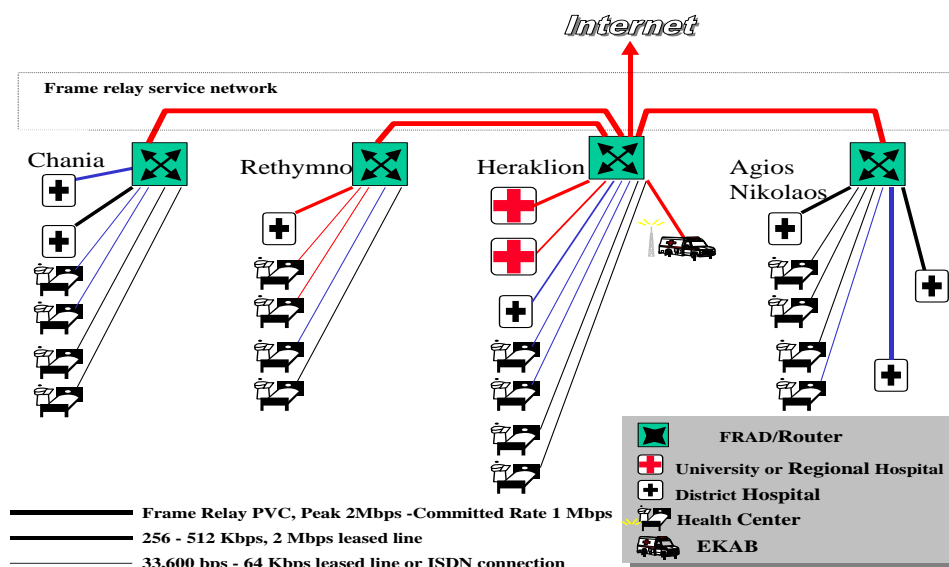 Internet
Frame relay service network
Chania
Rethymno
Heraklion
Agios
Nikolaos
FRAD/Router
University or Regional Hospital
District Hospital
Health Center
EKAB
Frame Relay PVC, Peak 2Mbps -Committed Rate 1 Mbps
256 - 512 Kbps, 2 Mbps leased line
33,600 bps - 64 Kbps leased line or ISDN connection